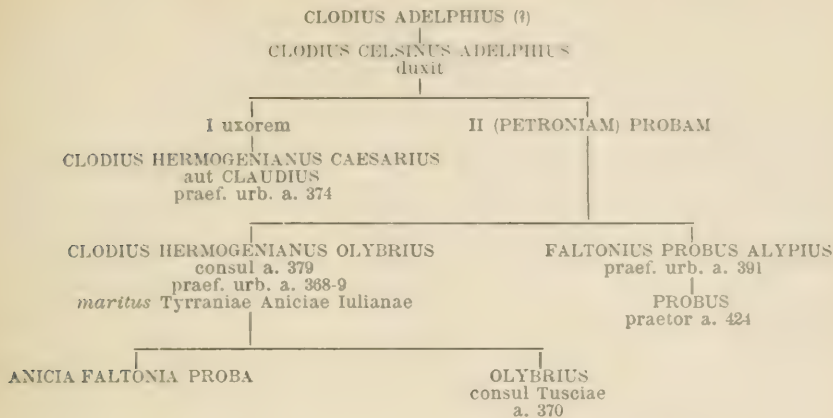 CLODIUS ADELPHIUS (?)
CLODIUS CELSINUS ADELPHIUS
duxit
I uxorem
II (PETRONIAM) PROBAM
CLODIUS HERMOGENIANUS CAESARIUS
aut CLAUDIUS
praef. urb. a. 374
CLODIUS HERMOGENIANUS OLYBRIUS
consul a. 379
praef. urb. a. 368-9
maritus Tyrraniae Aniciae Iulianae
FALTONIUS PROBUS ALYPIUS
praef. urb. a. 391
PROBUS
praetor a. 424
ANICIA FALTONIA PROBA
OLYBRIUS
consul Tusciae
a. 370